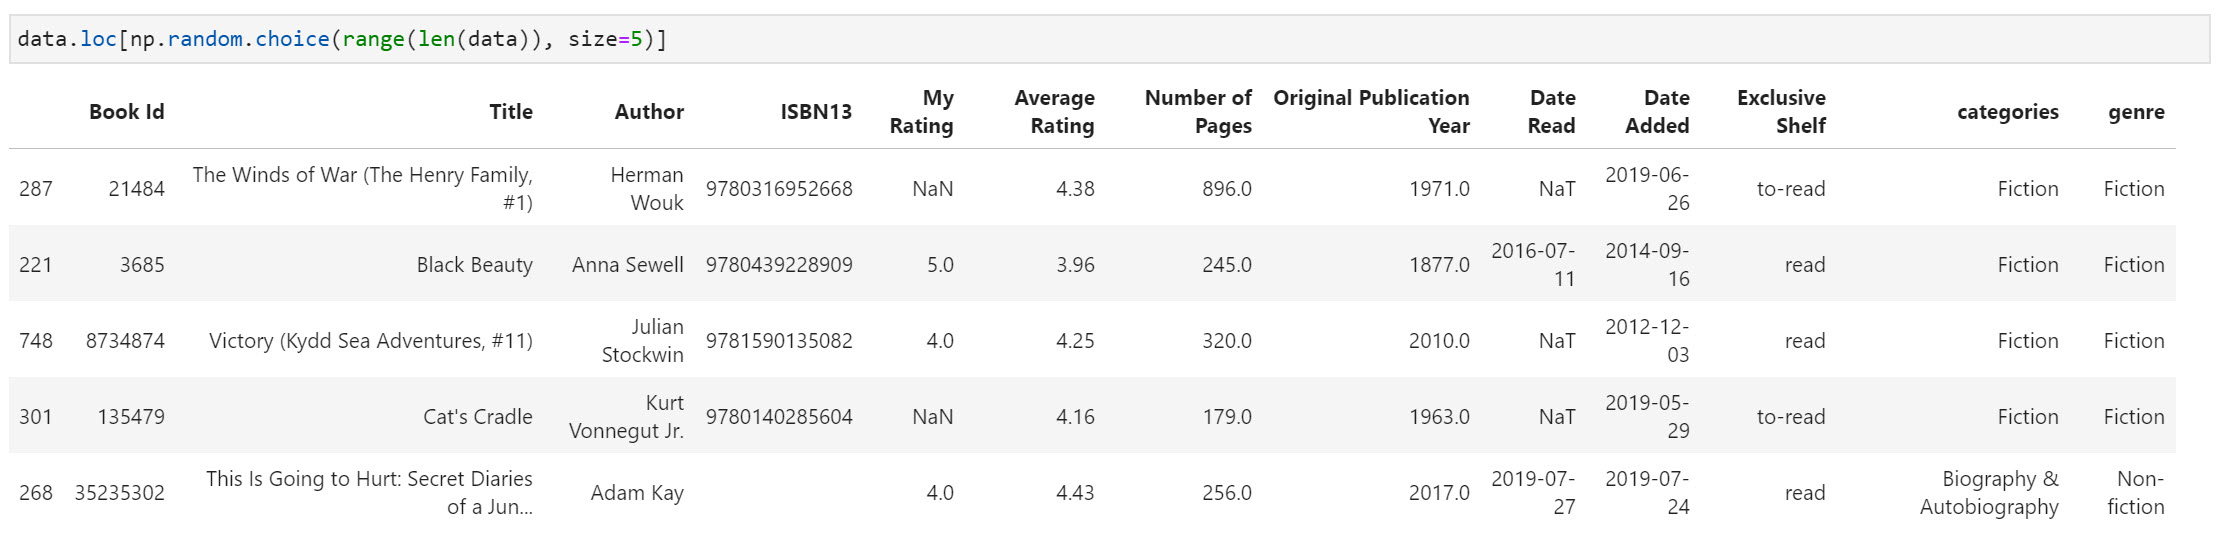 data.loc[np.random.choice(range(len(data)), size=5)]
Book Id Title Author ISBN13 My Rating Average Rating Number of Pages Original Publication Year Date Read Date Added Exclusive Shelf categories genre
287 21484 The Winds of War (The Henry Family, #1) Herman Wouk 9780316952668 NaN 4.38 896.0 1971.0 NaT 2019-06-26 to-read Fiction Fiction
221 3685 Black Beauty Anna Sewell 9780439228909 5.0 3.96 245.0 1877.0 2016-07-11 2014-09-16 read Fiction Fiction
748 8734874 Victory (Kydd Sea Adventures, #11) Julian Stockwin 9781590135082 4.0 4.25 320.0 2010.0 NaT 2012-12-03 read Fiction Fiction
301 135479 Cat's Cradle Kurt Vonnegut Jr. 9780140285604 NaN 4.16 179.0 1963.0 NaT 2019-05-29 to-read Fiction Fiction
268 35235302 This Is Going to Hurt: Secret Diaries of a Jun... Adam Kay 4.0 4.43 256.0 2017.0 2019-07-27 2019-07-24 read Biography & Autobiography Non-fiction